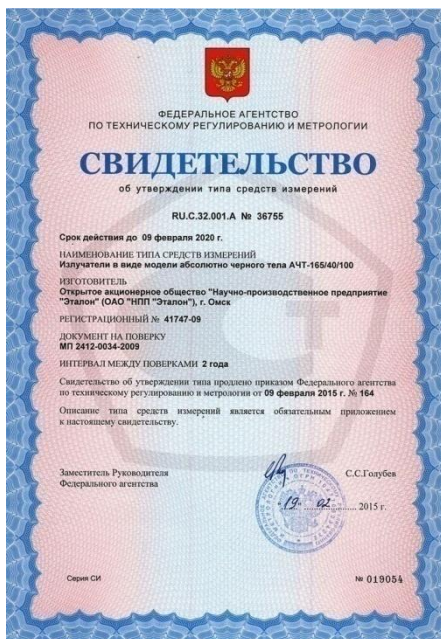 ФЕДЕРАЛЬНОЕ АГЕНТСТВО
ПО ТЕХНИЧЕСКОМУ РЕГУЛИРОВАНИЮ И МЕТРОЛОГИИ
СВИДЕТЕЛЬСТВО
об утверждении типа средств измерений
RU.C.32.001.A № 36755
Срок действия до 09 февраля 2020 г.
НАИМЕНОВАНИЕ ТИПА СРЕДСТВ ИЗМЕРЕНИЙ
Излучатели в виде модели абсолютно черного тела АЧТ-165/40/100
ИЗГОТОВИТЕЛЬ
Открытое акционерное общество "Научно-производственное предприятие
"Эталон" (ОАО "НПП "Эталон"), г. Омск
РЕГИСТРАЦИОННЫЙ № 41747-09
ДОКУМЕНТ НА ПОВЕРКУ
МП 2412-0034-2009
ИНТЕРВАЛ МЕЖДУ ПОВЕРКАМИ 2 года
Свидетельство об утверждении типа продлено приказом Федерального агентства
по техническому регулированию и метрологии от 09 февраля 2015 г. № 164
Описание типа средств измерений является обязательным приложением
к настоящему свидетельству.
Заместитель Руководителя
Федерального агентства
С.С.Голубев
19 02 2015 г.
Серия СИ
№ 019054